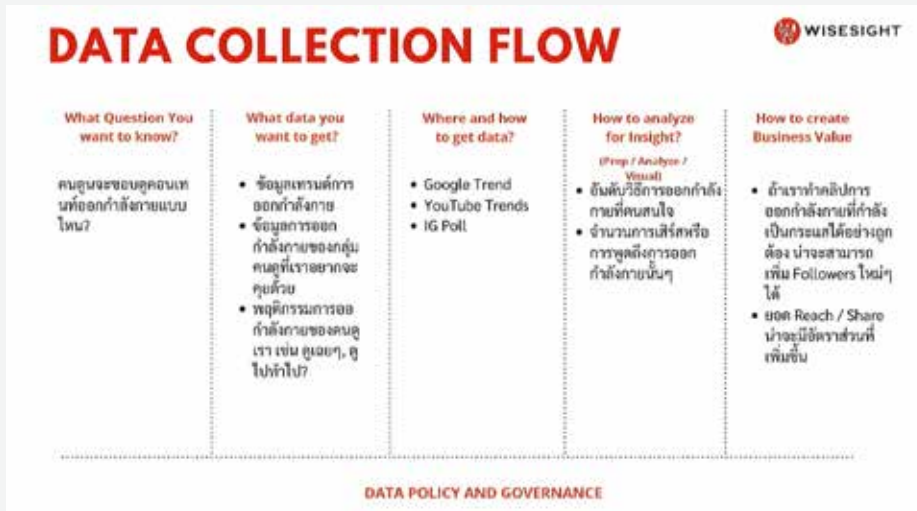 DATA COLLECTION FLOW
WISESIGHT
What Question You
want to know?
คนดูจะชอบดูคอนเท
นท์ออกกำลังกายแบบ
ไหน?
What data you
want to get?
• ข้อมูลเทรนด์การ
ออกกำลังกาย
• ข้อมูลการออก
กำลังกายของกลุ่ม
คนดูที่เราอยากจะ
คุยด้วย
• พฤติกรรมการออ
กำลังกายของคนดู
เรา เช่น ดูเฉยๆ, ดู
ไปทำไป?
Where and how
to get data?
• Google Trend
• YouTube Trends
• IG Poll
How to analyze
for Insight?
(Prep / Analyze /
Visual)
• อันดับวิธีการออกกำลัง
กายที่คนสนใจ
• จำนวนการเสิร์สหรือ
การพูดถึงการออก
กำลังกายนั้นๆ
How to create
Business Value
• ถ้าเราทำคลิปการ
ออกกำลังกายที่กำลัง
เป็นกระแสได้อย่างถูก
ต้อง น่าจะสามารถ
เพิ่ม Followers ใหม่ๆ
ได้
• ยอด Reach / Share
น่าจะมีอัตราส่วนที่
เพิ่มขึ้น
DATA POLICY AND GOVERNANCE